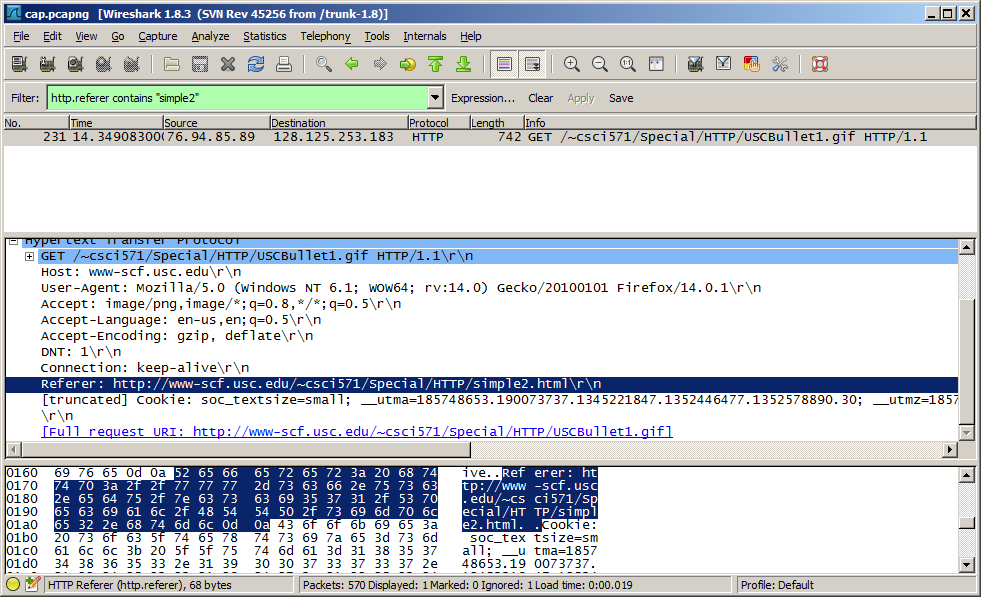 cap.pcapng [Wireshark 1.8.3 (SVN Rev 45256 from /trunk-1.8)]
File Edit View Go Capture Analyze Statistics Telephony Tools Internals Help
Filter: http.referer contains "simple2" Expression... Clear Apply Save
No. Time Source Destination Protocol Length Info
231 14.349083000 76.94.85.89 128.125.253.183 HTTP 742 GET /~csci571/Special/HTTP/USCBullet1.gif HTTP/1.1
Hypertext Transfer Protocol
GET /~csci571/Special/HTTP/USCBullet1.gif HTTP/1.1\r\n
Host: www-scf.usc.edu\r\n
User-Agent: Mozilla/5.0 (Windows NT 6.1; WOW64; rv:14.0) Gecko/20100101 Firefox/14.0.1\r\n
Accept: image/png,image/*;q=0.8,*/*;q=0.5\r\n
Accept-Language: en-us,en;q=0.5\r\n
Accept-Encoding: gzip, deflate\r\n
DNT: 1\r\n
Connection: keep-alive\r\n
Referer: http://www-scf.usc.edu/~csci571/Special/HTTP/simple2.html\r\n
[truncated] Cookie: soc_textsize=small; __utma=185748653.190073737.1345221847.1352446477.1352578890.30; __utmz=1857
\r\n
[Full request URI: http://www-scf.usc.edu/~csci571/Special/HTTP/USCBullet1.gif]
0160 69 76 65 0d 0a 52 65 66 65 72 65 72 3a 20 68 74 ive..Ref erer: ht
0170 74 70 3a 2f 2f 77 77 77 2d 73 63 66 2e 75 73 63 tp://www -scf.usc
0180 2e 65 64 75 2f 7e 63 73 63 69 35 37 31 2f 53 70 .edu/~cs ci571/Sp
0190 65 63 69 61 6c 2f 48 54 54 50 2f 73 69 6d 70 6c ecial/HT TP/simpl
01a0 65 32 2e 68 74 6d 6c 0d 0a 43 6f 6f 6b 69 65 3a e2.html. .Cookie:
01b0 20 73 6f 63 5f 74 65 78 74 73 69 7a 65 3d 73 6d soc_tex tsize=sm
01c0 61 6c 6c 3b 20 5f 5f 75 74 6d 61 3d 31 38 35 37 all; __u tma=1857
01d0 34 38 36 35 33 2e 31 39 30 30 37 33 37 33 37 2e 48653.19 0073737.
HTTP Referer (http.referer), 68 bytes Packets: 570 Displayed: 1 Marked: 0 Ignored: 1 Load time: 0:00.019 Profile: Default